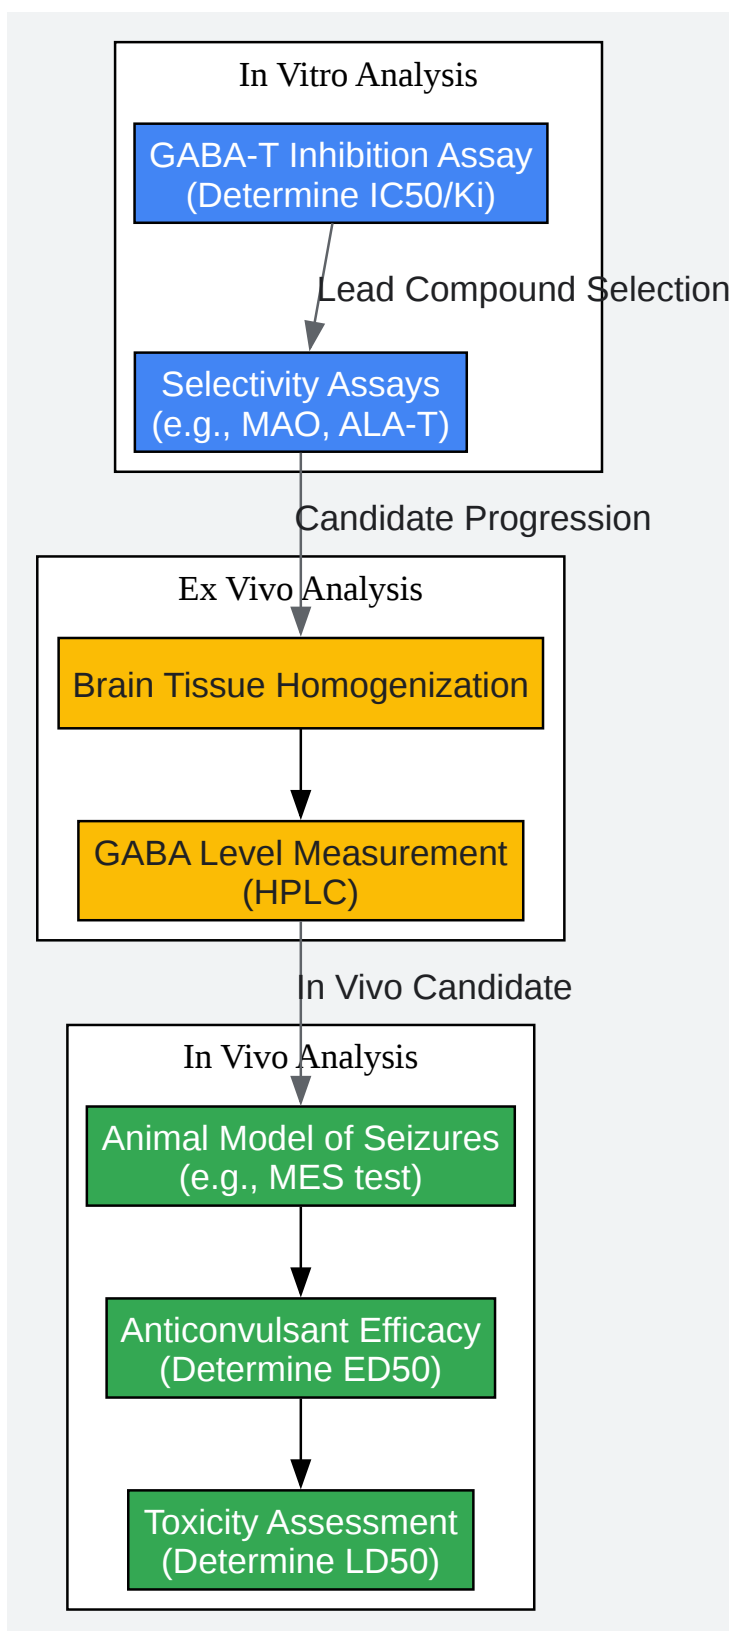 In Vitro Analysis
GABA-T Inhibition Assay
(Determine IC50/Ki)
Lead Compound Selection
Selectivity Assays
(e.g., MAO, ALA-T)
Candidate Progression
Ex Vivo Analysis
Brain Tissue Homogenization
GABA Level Measurement
(HPLC)
In Vivo Candidate
In Vivo Analysis
Animal Model of Seizures
(e.g., MES test)
Anticonvulsant Efficacy
(Determine ED50)
Toxicity Assessment
(Determine LD50)